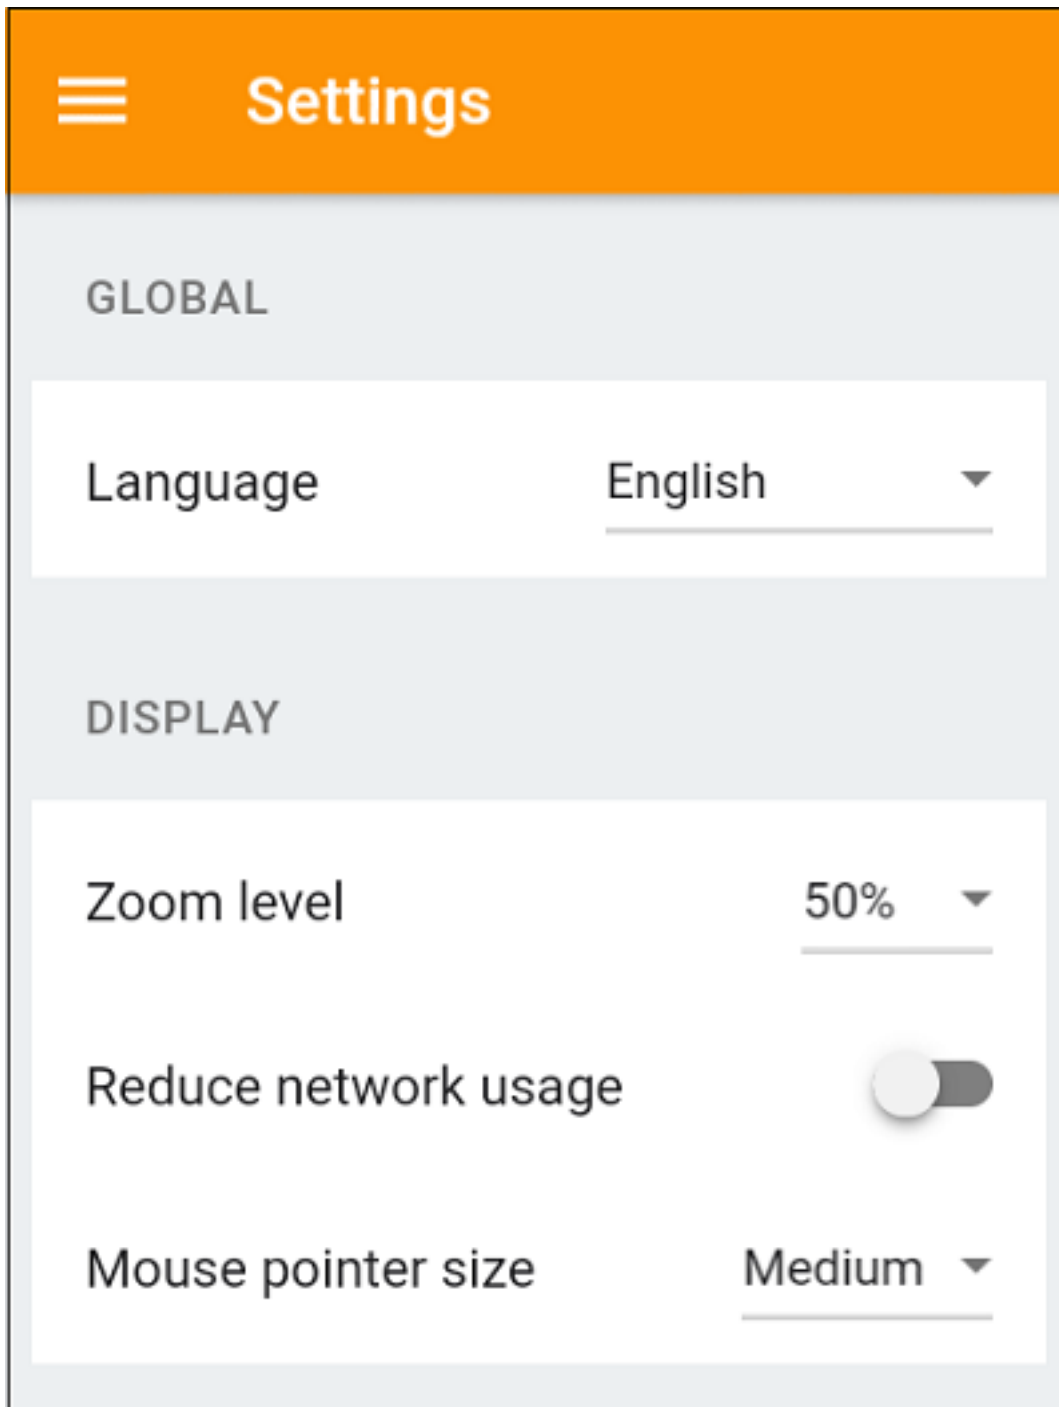 Settings
GLOBAL
Language English
DISPLAY
Zoom level 50%
Reduce network usage
Mouse pointer size Medium